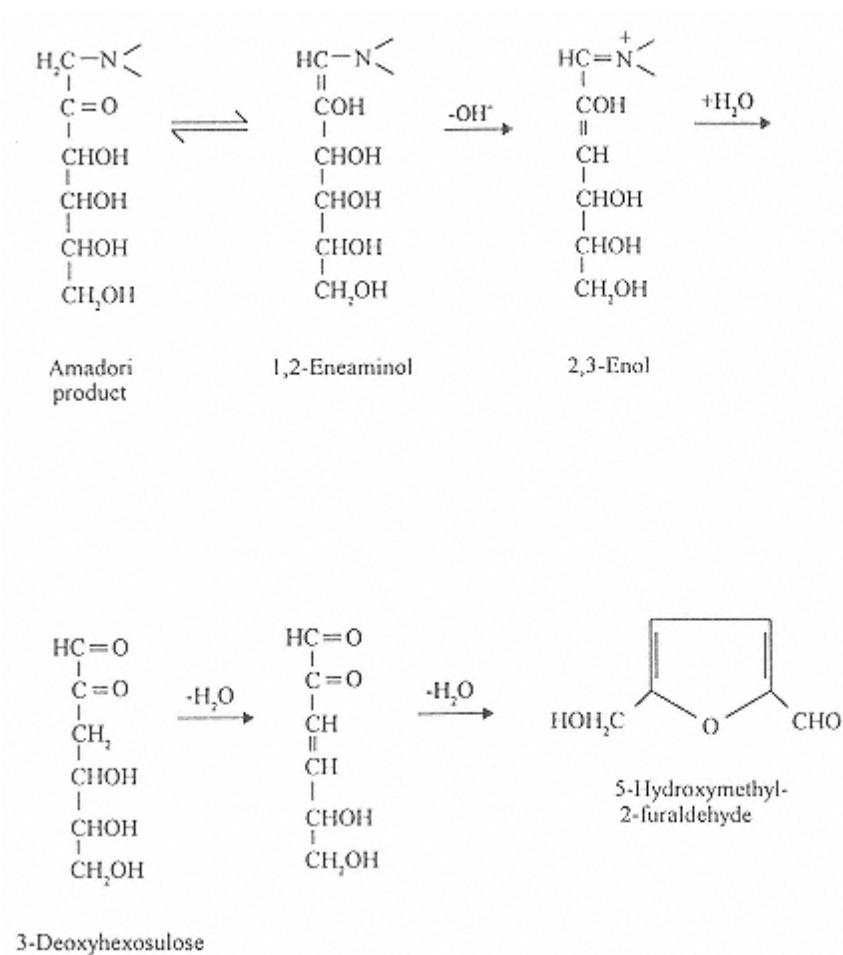 H₂C–N
C=O
CHOH
CHOH
CHOH
CH₂OH
Amadori
product
HC–N
COH
CHOH
CHOH
CHOH
CH₂OH
1,2-Eneaminol
-OH⁻
+
HC=N
COH
CH
CHOH
CHOH
CH₂OH
2,3-Enol
+H₂O
HC=O
C=O
CH₂
CHOH
CHOH
CH₂OH
3-Deoxyhexosulose
-H₂O
HC=O
C=O
CH
CH
CHOH
CH₂OH
-H₂O
HOH₂C O CHO
5-Hydroxymethyl-
2-furaldehyde